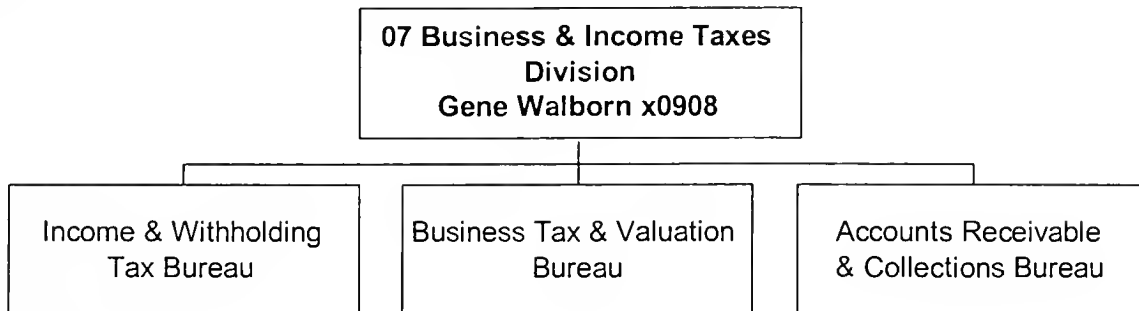 07 Business & Income Taxes
Division
Gene Walborn x0908
Income & Withholding
Tax Bureau
Business Tax & Valuation
Bureau
Accounts Receivable
& Collections Bureau